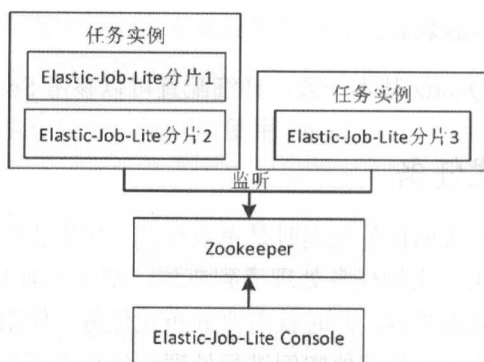 任务实例
Elastic-Job-Lite分片1
Elastic-Job-Lite分片2
任务实例
Elastic-Job-Lite分片3
监听
Zookeeper
Elastic-Job-Lite Console